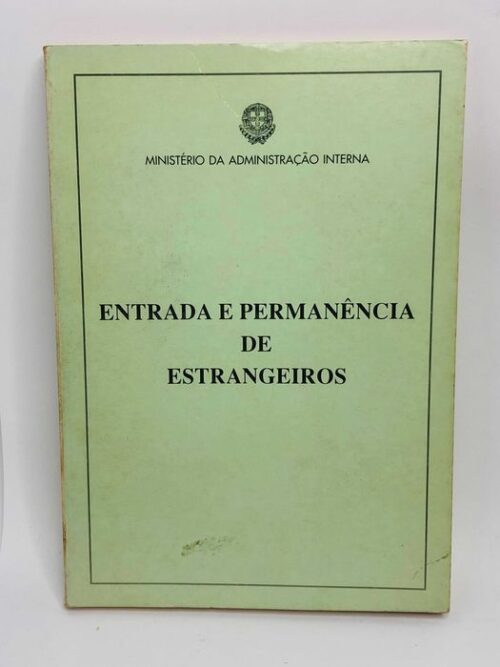 MINISTÉRIO DA ADMINISTRAÇÃO INTERNA
ENTRADA E PERMANÊNCIA
DE
ESTRANGEIROS